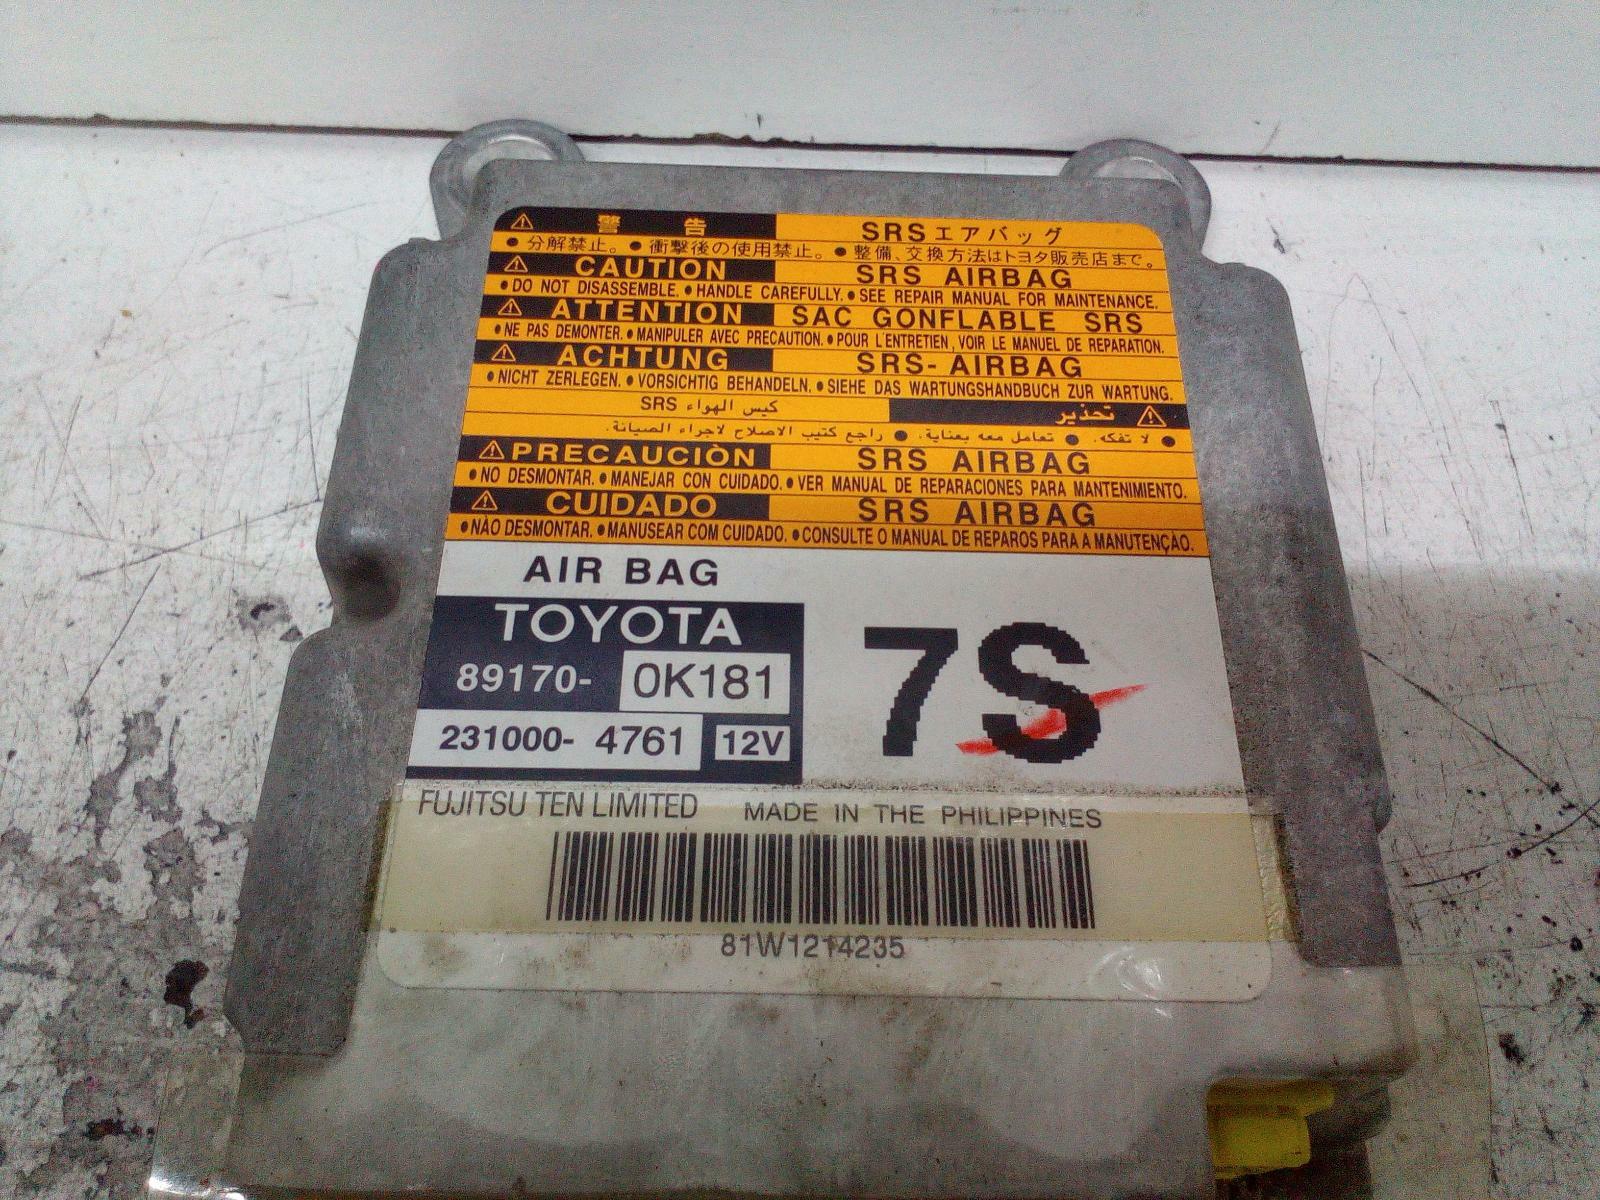 ⚠ 警告 SRSエアバッグ
●分解禁止。●衝撃後の使用禁止。●整備、交換方法はトヨタ販売店まで。
⚠ CAUTION SRS AIRBAG
●DO NOT DISASSEMBLE. ●HANDLE CAREFULLY. ●SEE REPAIR MANUAL FOR MAINTENANCE.
⚠ ATTENTION SAC GONFLABLE SRS
●NE PAS DEMONTER. ●MANIPULER AVEC PRECAUTION. ●POUR L'ENTRETIEN, VOIR LE MANUEL DE REPARATION.
⚠ ACHTUNG SRS-AIRBAG
●NICHT ZERLEGEN. ●VORSICHTIG BEHANDELN. ●SIEHE DAS WARTUNGSHANDBUCH ZUR WARTUNG.
⚠ تحذير كيس الهواء SRS
● لا تفكه. ● تعامل معه بعناية. ● راجع كتيب الاصلاح لاجراء الصيانة.
⚠ PRECAUCIÒN SRS AIRBAG
●NO DESMONTAR. ●MANEJAR CON CUIDADO. ●VER MANUAL DE REPARACIONES PARA MANTENIMIENTO.
⚠ CUIDADO SRS AIRBAG
●NÃO DESMONTAR. ●MANUSEAR COM CUIDADO. ●CONSULTE O MANUAL DE REPAROS PARA A MANUTENÇÃO.
AIR BAG
TOYOTA
89170- 0K181
231000- 4761 12V
7S
FUJITSU TEN LIMITED MADE IN THE PHILIPPINES
81W1214235